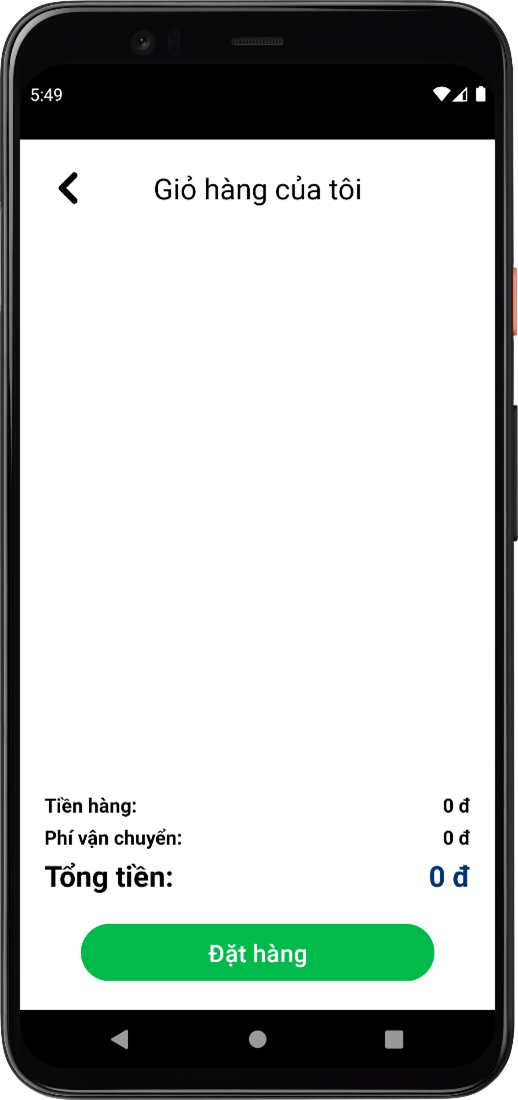 5:49
Giỏ hàng của tôi
Tiền hàng: 0 đ
Phí vận chuyển: 0 đ
Tổng tiền: 0 đ
Đặt hàng